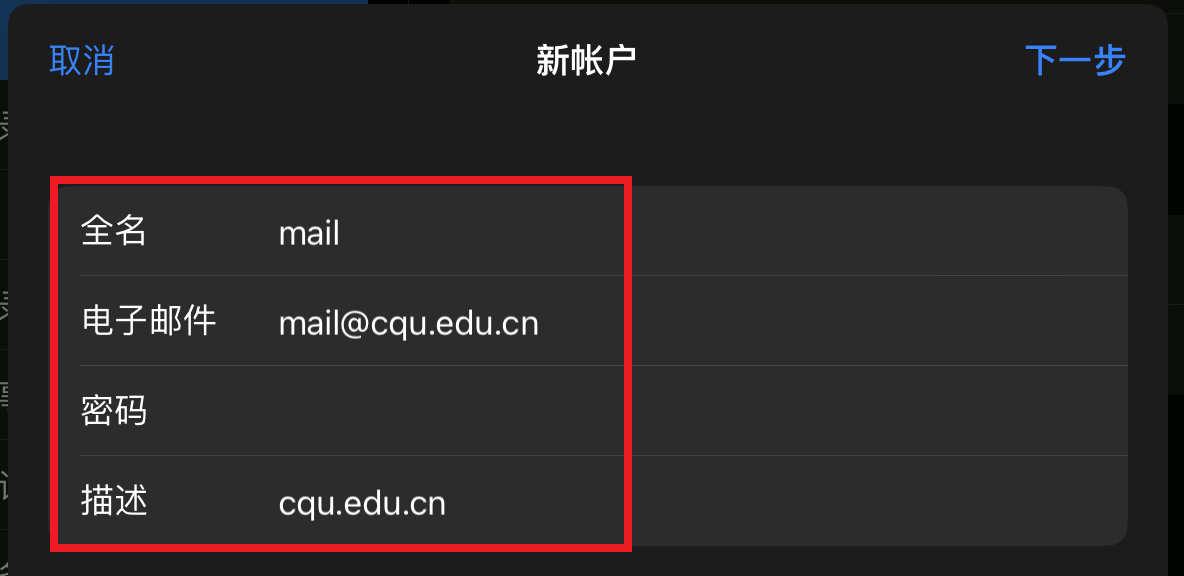 取消 新帐户 下一步
全名 mail
电子邮件 mail@cqu.edu.cn
密码
描述 cqu.edu.cn